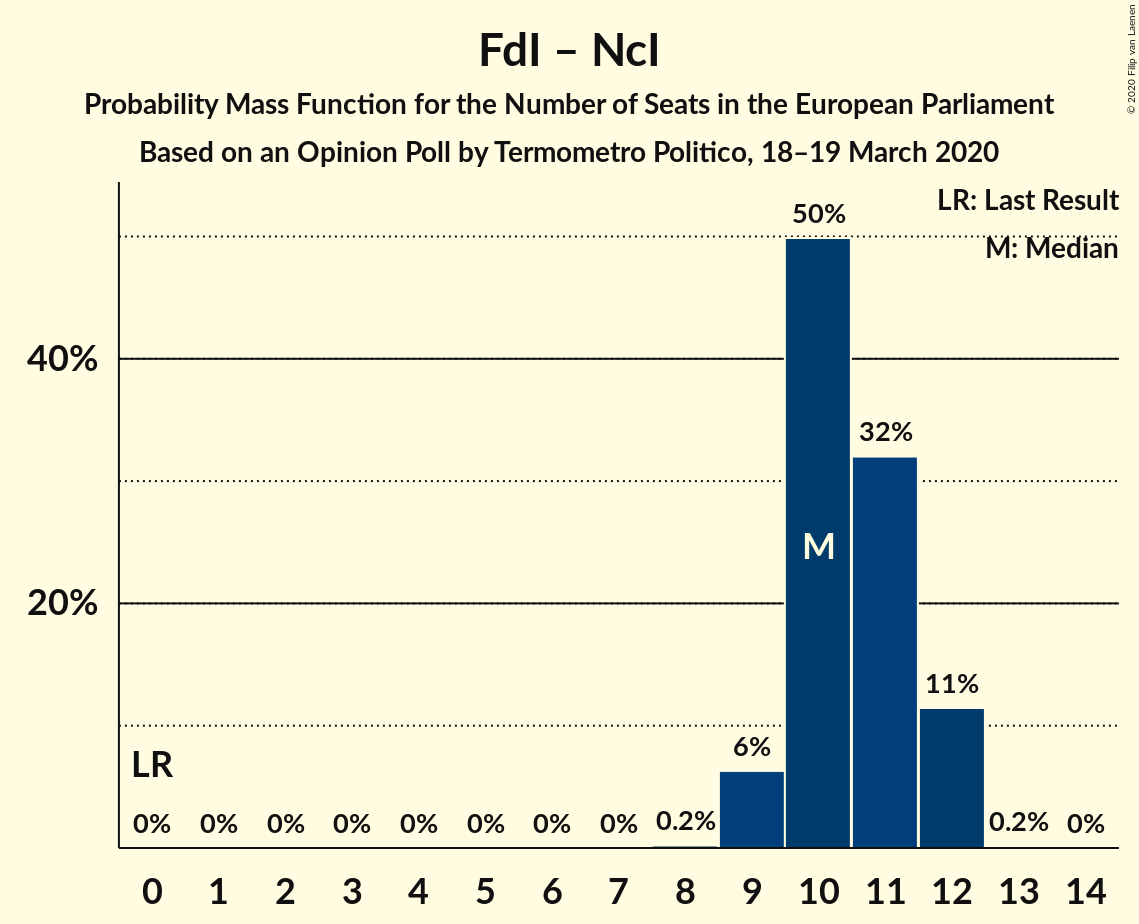 FdI – NcI
Probability Mass Function for the Number of Seats in the European Parliament
Based on an Opinion Poll by Termometro Politico, 18–19 March 2020
© 2020 Filip van Laenen
LR: Last Result
M: Median
50%
40%
32%
M
20%
11%
6%
LR
0% 0% 0% 0% 0% 0% 0% 0% 0.2% 0.2% 0%
0 1 2 3 4 5 6 7 8 9 10 11 12 13 14